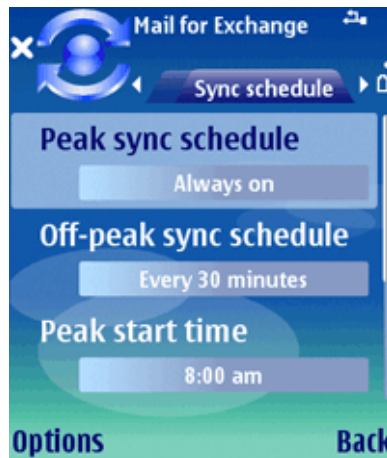 Mail for Exchange
Sync schedule
Peak sync schedule
Always on
Off-peak sync schedule
Every 30 minutes
Peak start time
8:00 am
Options
Back